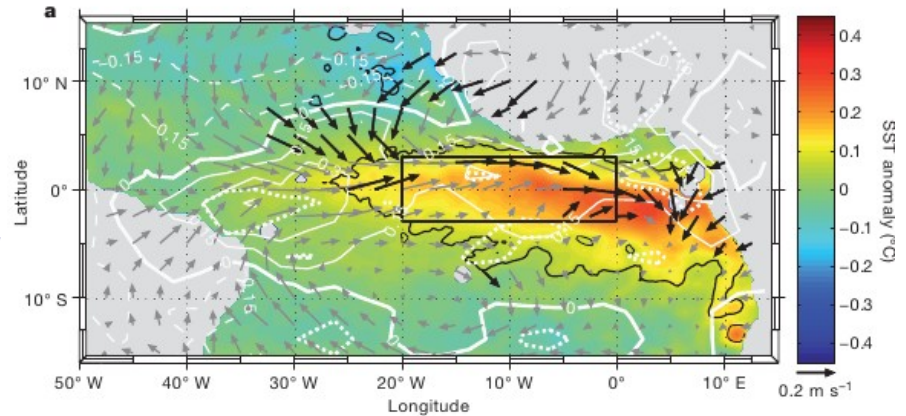 a
10° N
0°
10° S
Latitude
50° W
40° W
30° W
20° W
10° W
0°
10° E
Longitude
-0.15
-0.15
-0.15
0.15
0
0
0
0.15
0.4
0.3
0.2
0.1
0
−0.1
−0.2
−0.3
−0.4
SST anomaly (°C)
0.2 m s⁻¹